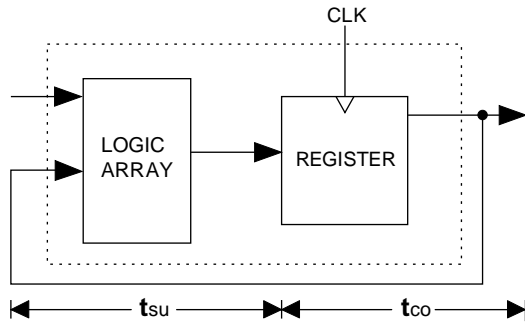 CLK
LOGIC
ARRAY
REGISTER
tsu
tco